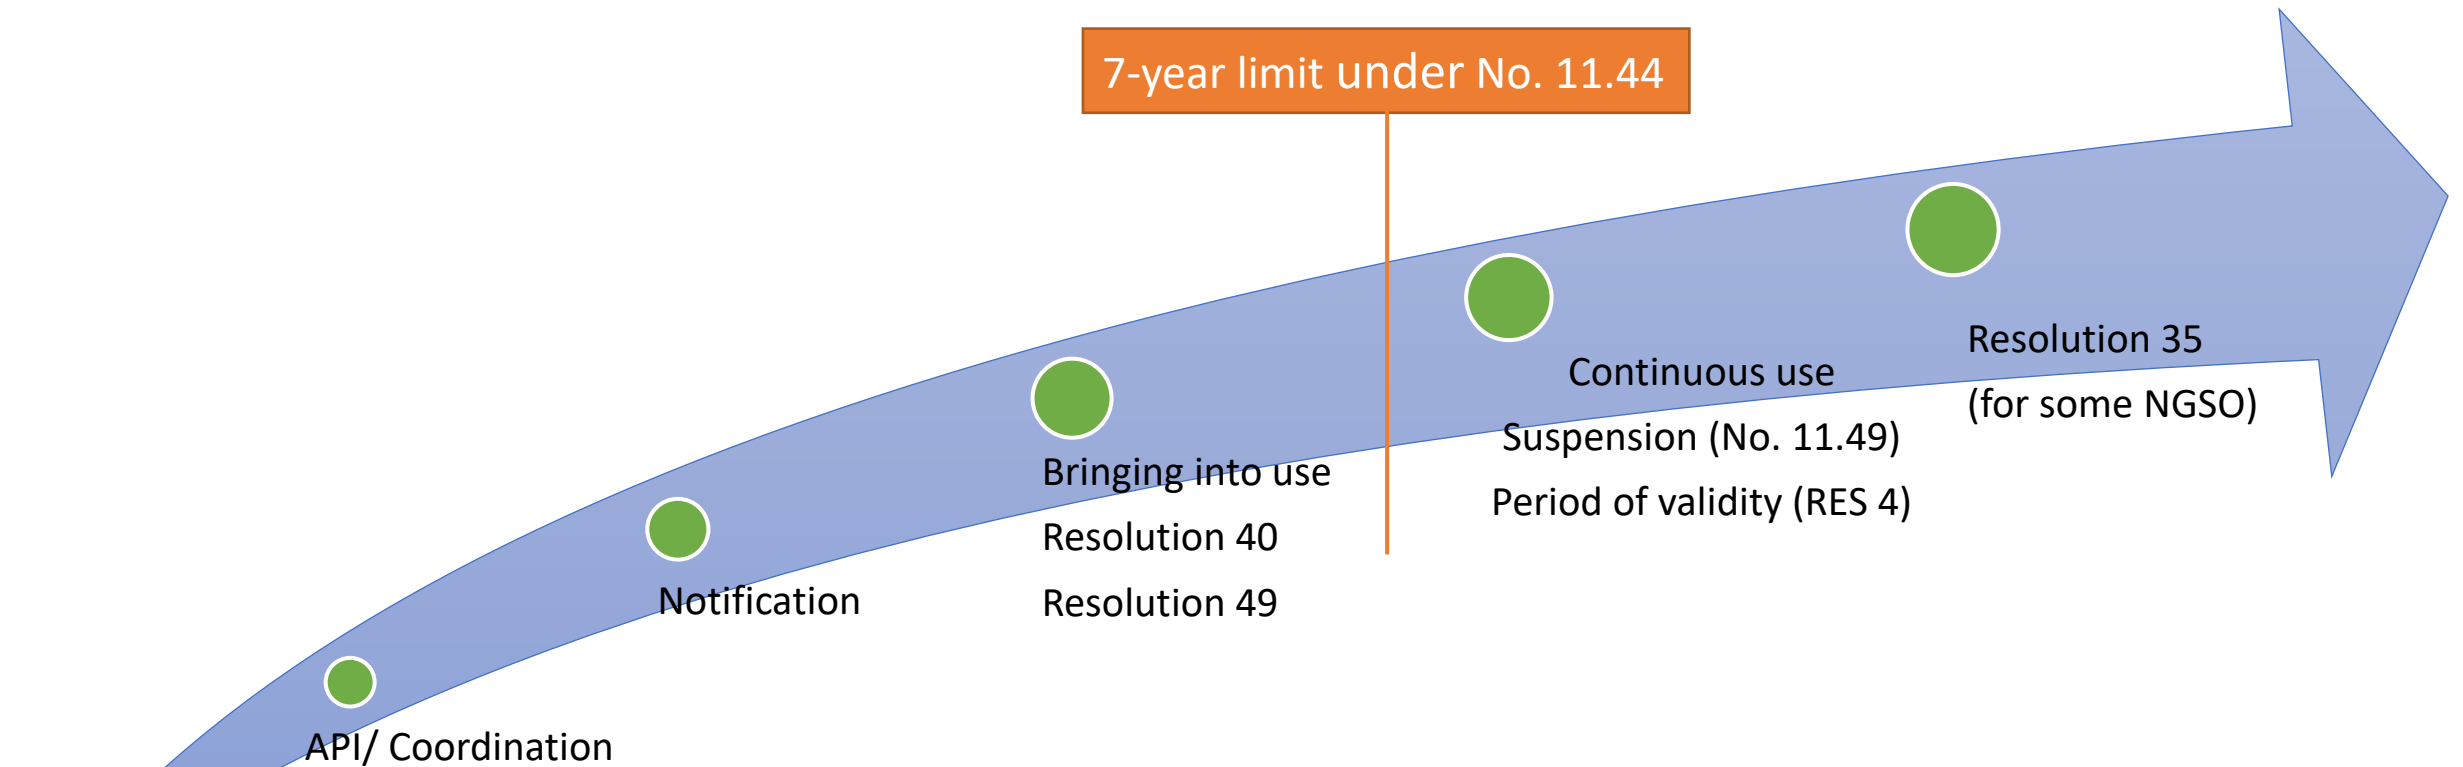 7-year limit under No. 11.44
Resolution 35
(for some NGSO)
Continuous use
Suspension (No. 11.49)
Period of validity (RES 4)
Bringing into use
Resolution 40
Resolution 49
Notification
API/ Coordination